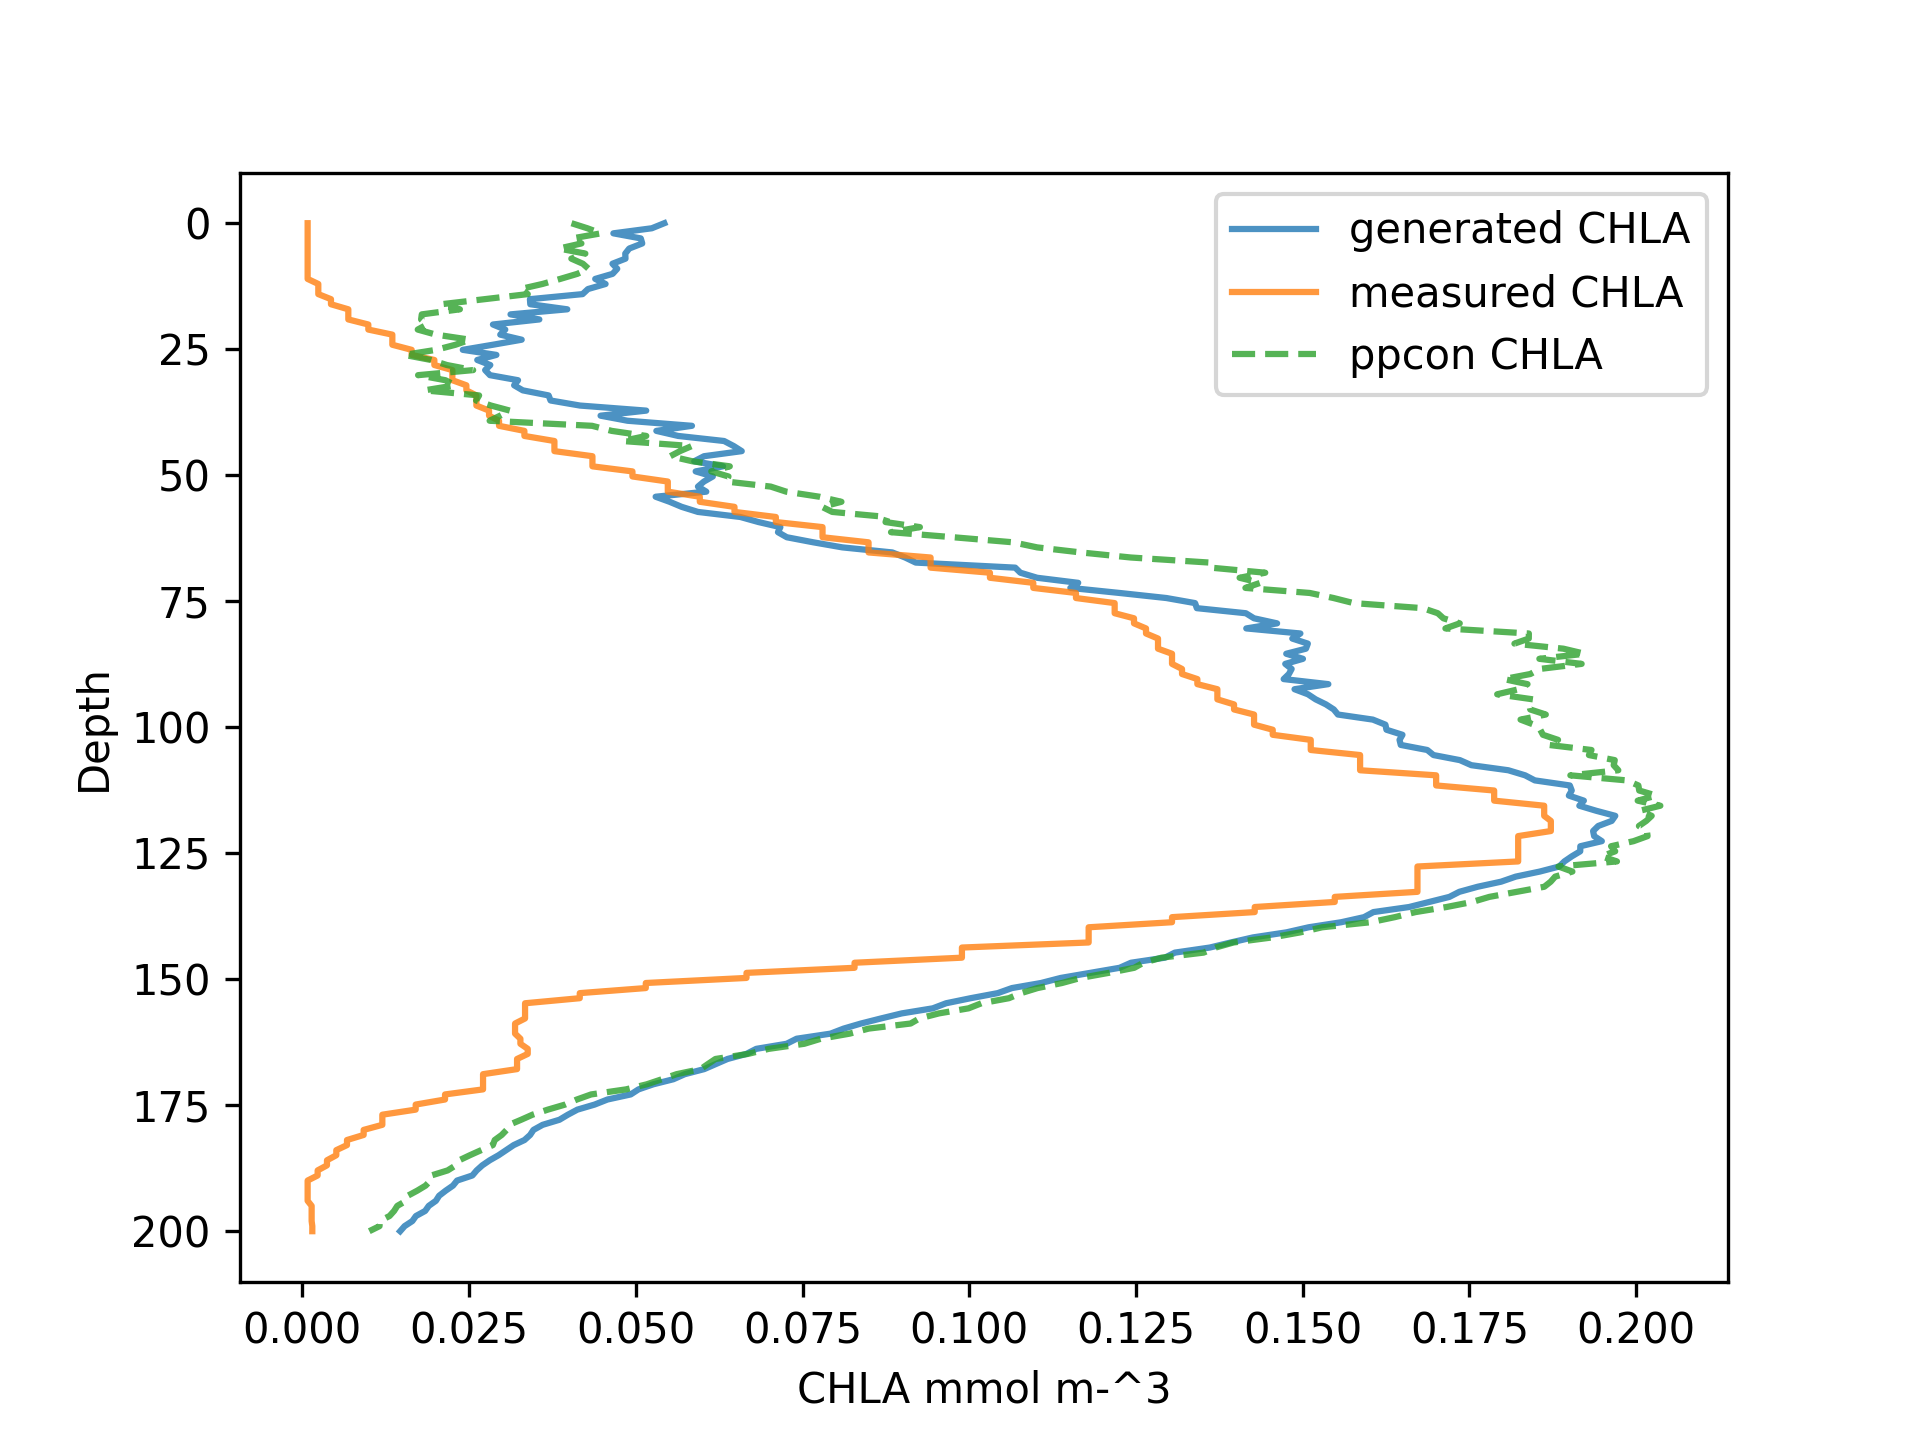 generated CHLA
measured CHLA
ppcon CHLA
0
25
50
75
100
125
150
175
200
Depth
0.000 0.025 0.050 0.075 0.100 0.125 0.150 0.175 0.200
CHLA mmol m-^3